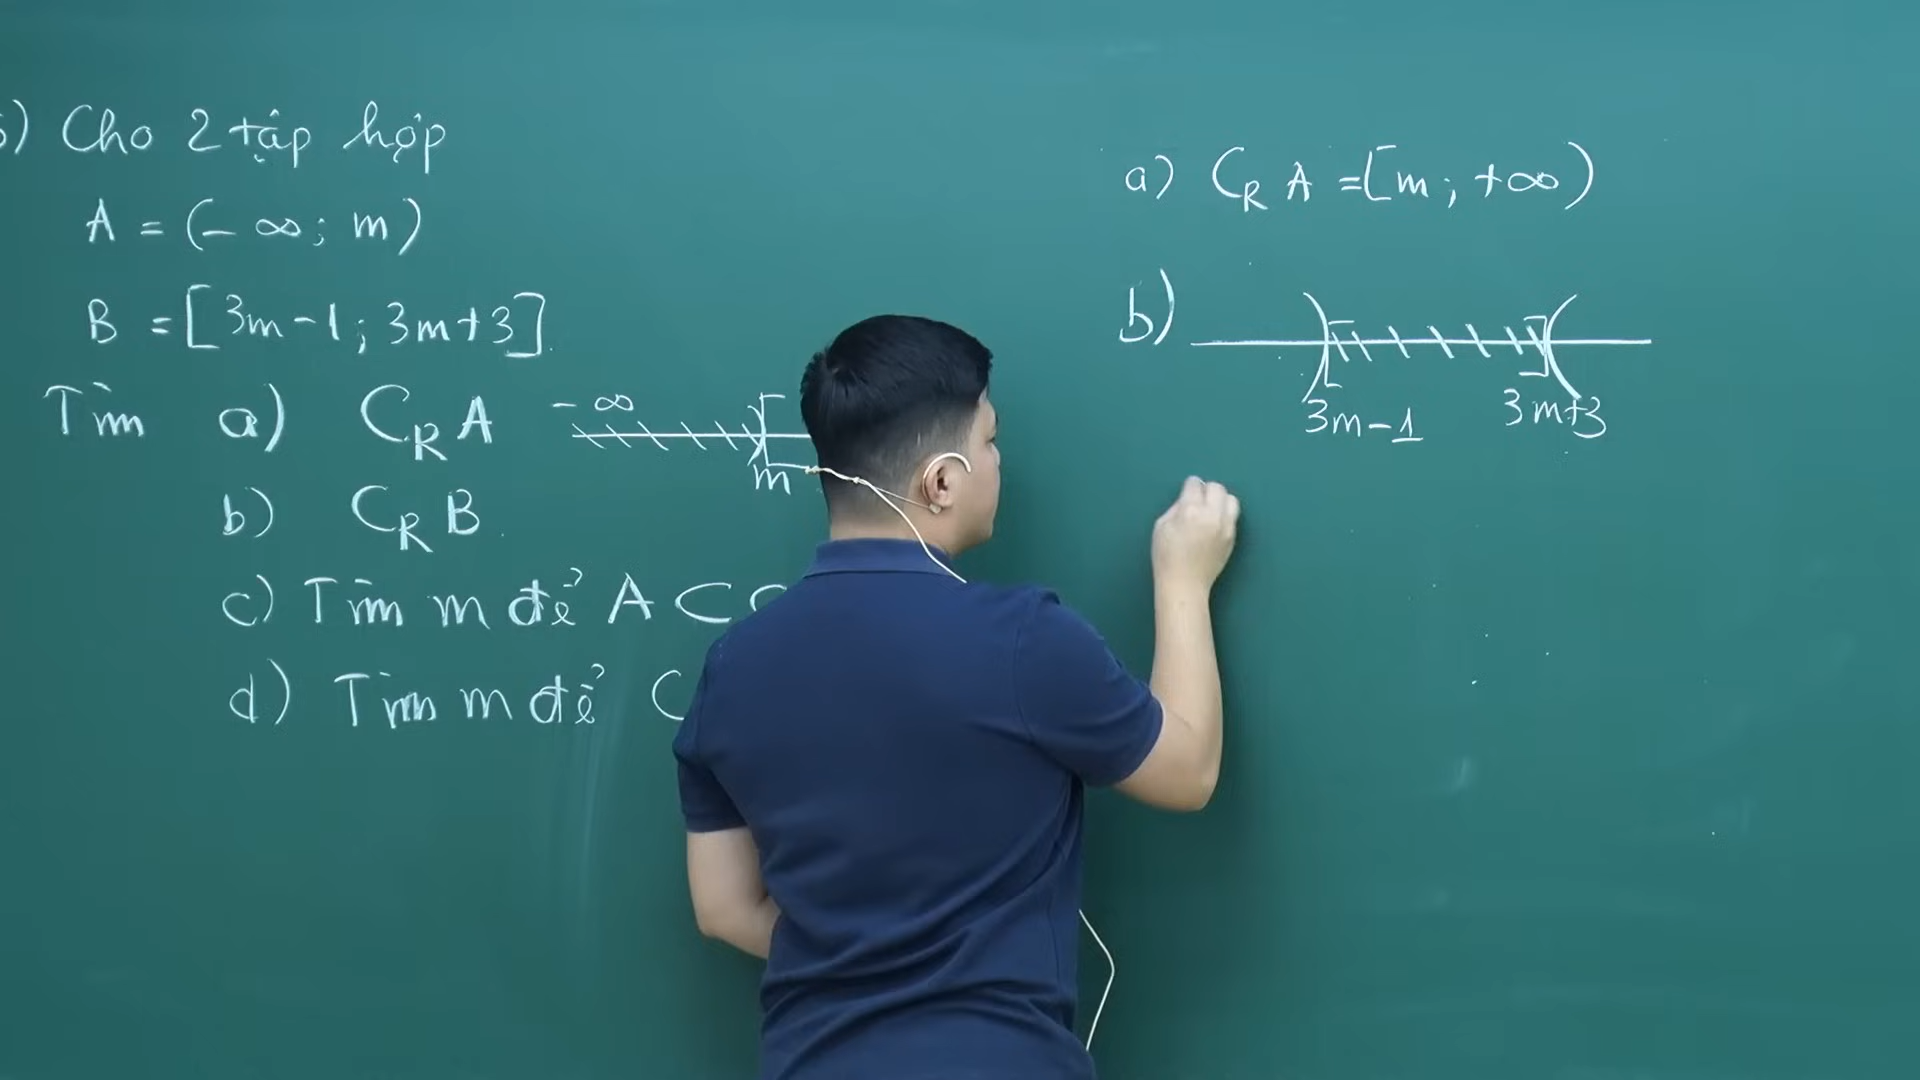 ) Cho 2 tập hợp
A = (-∞; m)
B = [3m-1; 3m+3]
Tìm a) C_R A
-∞
m
b) C_R B
c) Tìm m để A ⊂
d) Tìm m để C
a) C_R A = [m; +∞)
b)
3m-1 3m+3